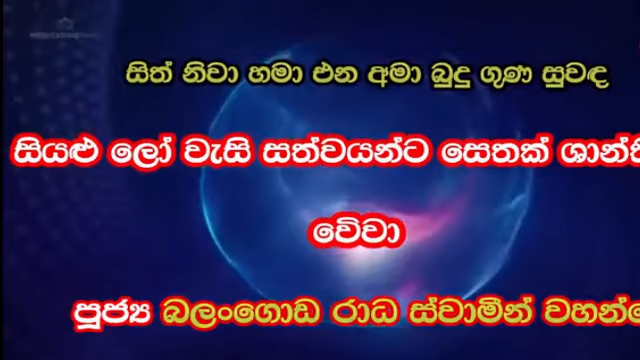 සිත් නිවා හමා එන අමා බුදු ගුණ සුවඳ
සියළු ලෝ වැසි සත්වයන්ට සෙතක් ශාන්ති
වේවා
පූජ්‍ය බලංගොඩ රාධ ස්වාමීන් වහන්සේ